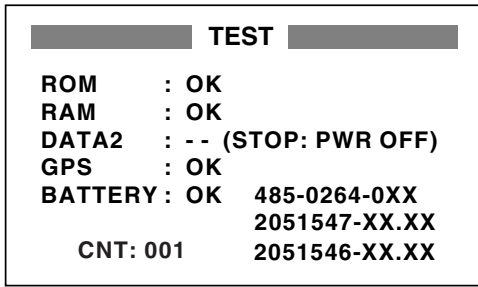 TEST
ROM : OK
RAM : OK
DATA2 : - - (STOP: PWR OFF)
GPS : OK
BATTERY : OK 485-0264-0XX
2051547-XX.XX
CNT: 001 2051546-XX.XX